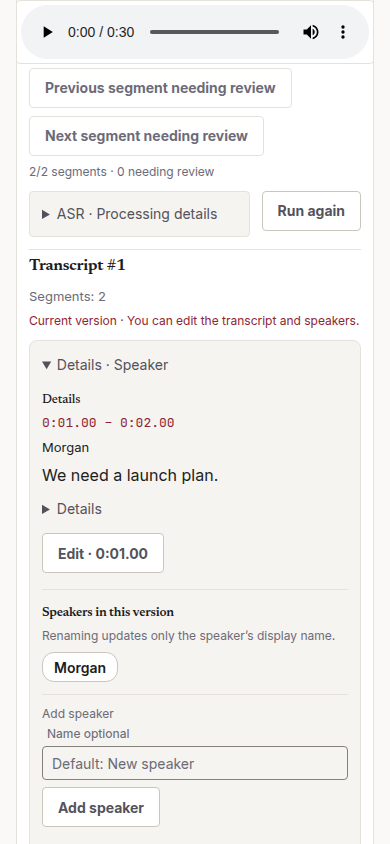 0:00 / 0:30
Previous segment needing review
Next segment needing review
2/2 segments · 0 needing review
ASR · Processing details
Run again
Transcript #1
Segments: 2
Current version · You can edit the transcript and speakers.
Details · Speaker
Details
0:01.00 – 0:02.00
Morgan
We need a launch plan.
Details
Edit · 0:01.00
Speakers in this version
Renaming updates only the speaker’s display name.
Morgan
Add speaker
Name optional
Default: New speaker
Add speaker